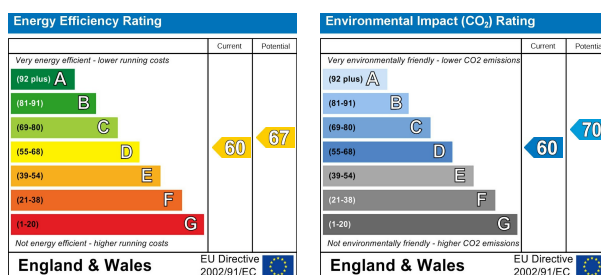 Energy Efficiency Rating
Current Potential
Very energy efficient - lower running costs
(92 plus) A
(81-91) B
(69-80) C
(55-68) D
(39-54) E
(21-38) F
(1-20) G
60
67
Not energy efficient - higher running costs
England & Wales
EU Directive
2002/91/EC
Environmental Impact (CO2) Rating
Current Potential
Very environmentally friendly - lower CO2 emissions
(92 plus) A
(81-91) B
(69-80) C
(55-68) D
(39-54) E
(21-38) F
(1-20) G
60
70
Not environmentally friendly - higher CO2 emissions
England & Wales
EU Directive
2002/91/EC